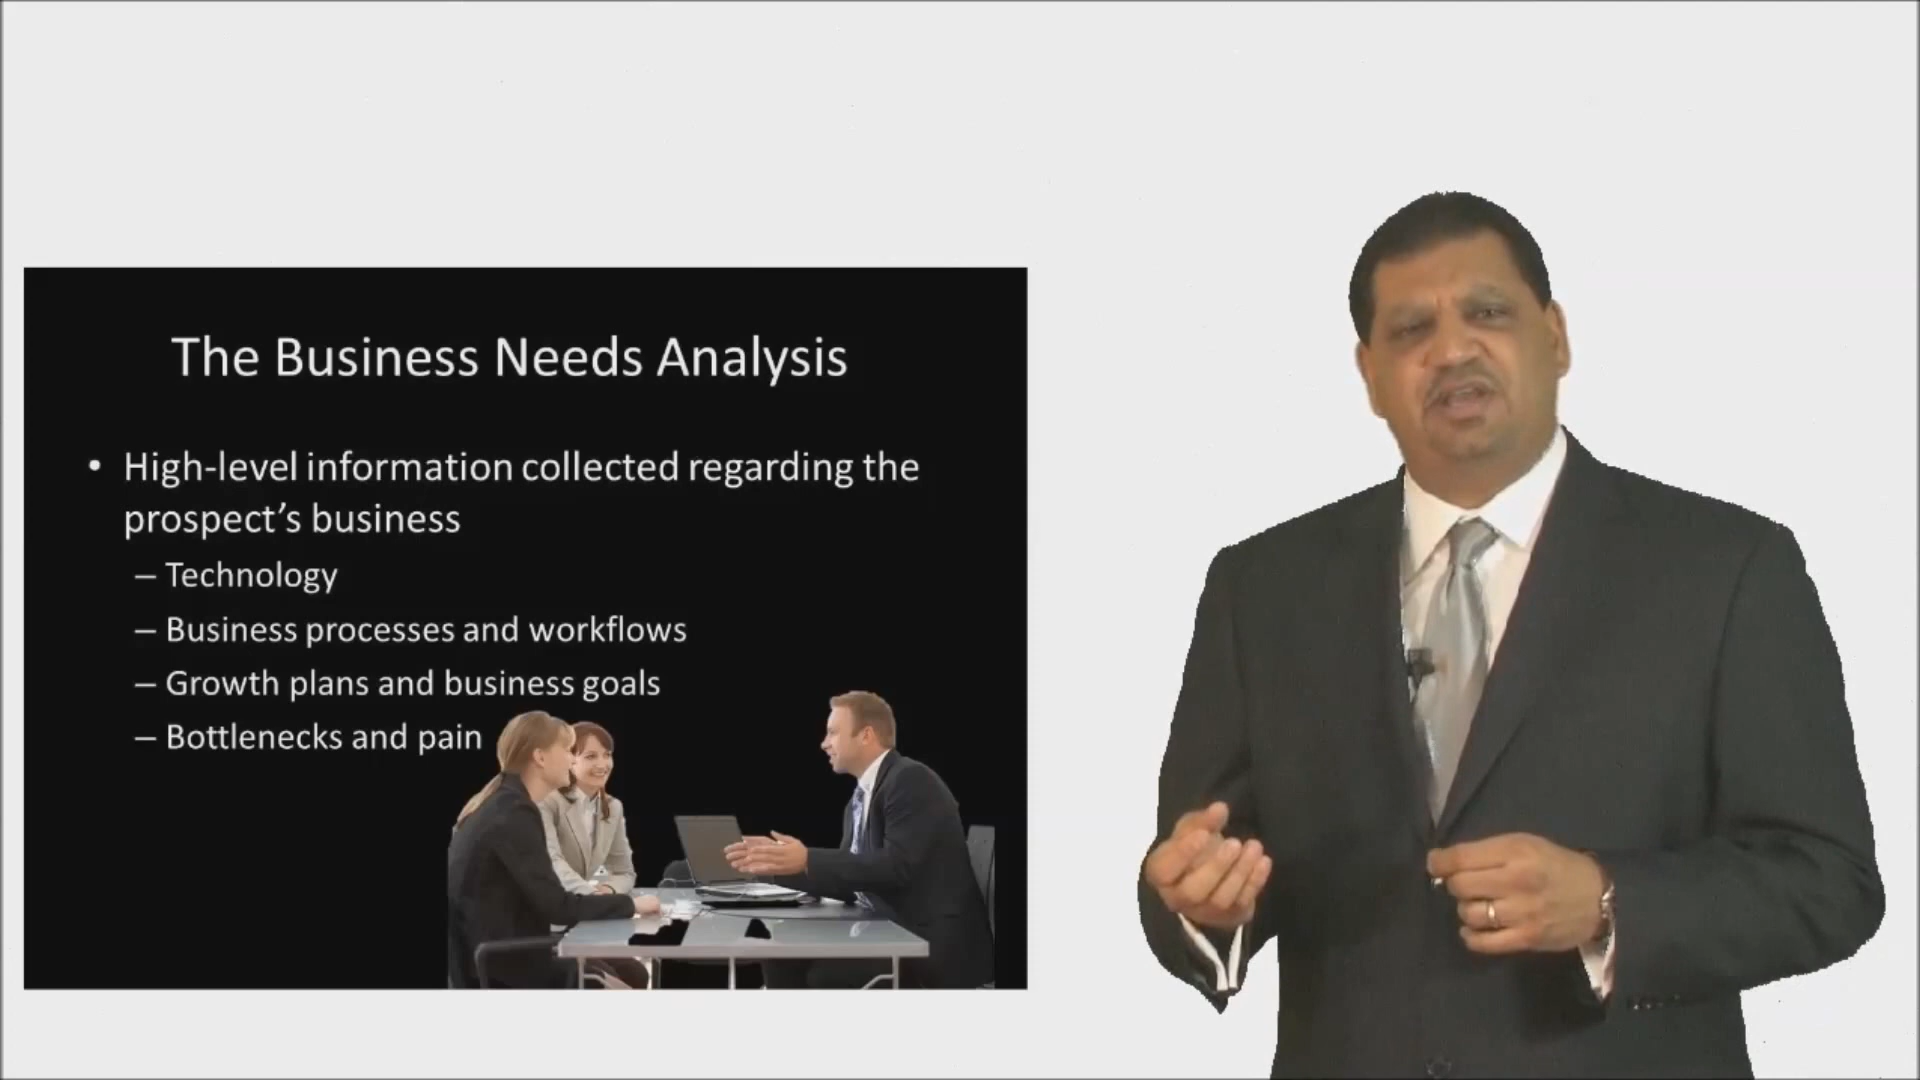 The Business Needs Analysis
• High-level information collected regarding the
prospect’s business
– Technology
– Business processes and workflows
– Growth plans and business goals
– Bottlenecks and pain